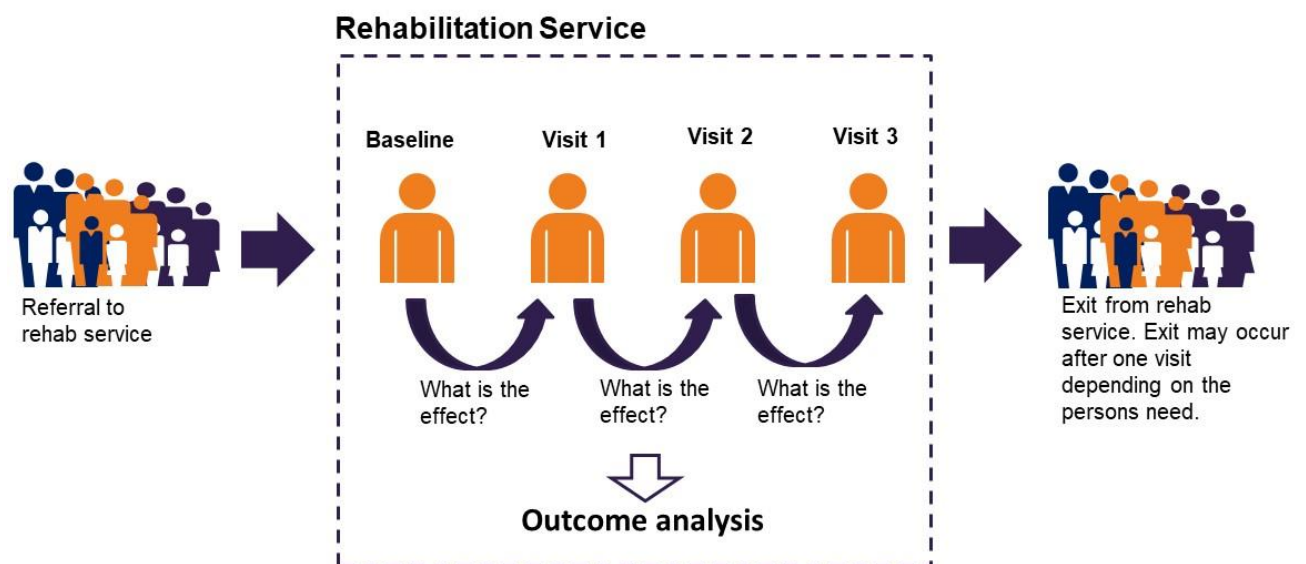 Rehabilitation Service
Baseline
Visit 1
Visit 2
Visit 3
Referral to
rehab service
What is the
effect?
What is the
effect?
What is the
effect?
Exit from rehab
service. Exit may occur
after one visit
depending on the
persons need.
Outcome analysis